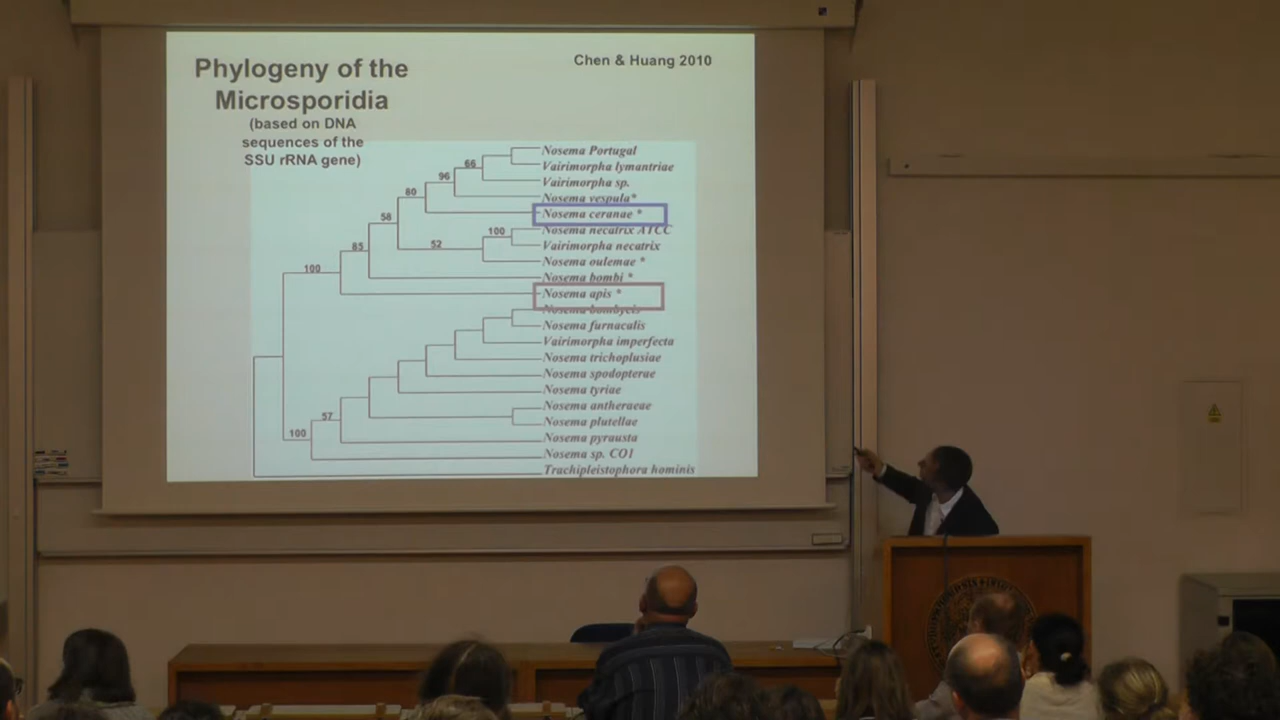 Phylogeny of the
Microsporidia
(based on DNA
sequences of the
SSU rRNA gene)
Chen & Huang 2010
Nosema Portugal
66
Vairimorpha lymantriae
96
Vairimorpha sp.
80
Nosema vespula*
Nosema ceranae *
58
Nosema necatrix ATCC
100
52
Vairimorpha necatrix
85
Nosema oulemae *
100
Nosema bombi *
Nosema apis *
Nosema bombycis
Nosema furnacalis
Vairimorpha imperfecta
Nosema trichoplusiae
Nosema spodopterae
Nosema tyriae
Nosema antheraeae
57
Nosema plutellae
100
Nosema pyrausta
Nosema sp. CO1
Trachipleistophora hominis